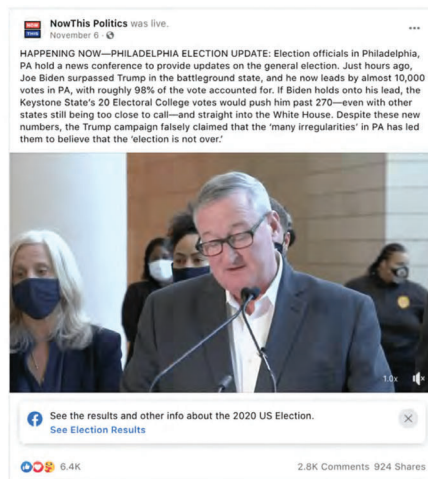 NOW THIS
NowThis Politics was live.
November 6 ·
HAPPENING NOW—PHILADELPHIA ELECTION UPDATE: Election officials in Philadelphia,
PA hold a news conference to provide updates on the general election. Just hours ago,
Joe Biden surpassed Trump in the battleground state, and he now leads by almost 10,000
votes in PA, with roughly 98% of the vote accounted for. If Biden holds onto his lead, the
Keystone State's 20 Electoral College votes would push him past 270—even with other
states still being too close to call—and straight into the White House. Despite these new
numbers, the Trump campaign falsely claimed that the 'many irregularities' in PA has led
them to believe that the 'election is not over.'
1.0x
See the results and other info about the 2020 US Election.
See Election Results
6.4K 2.8K Comments 924 Shares